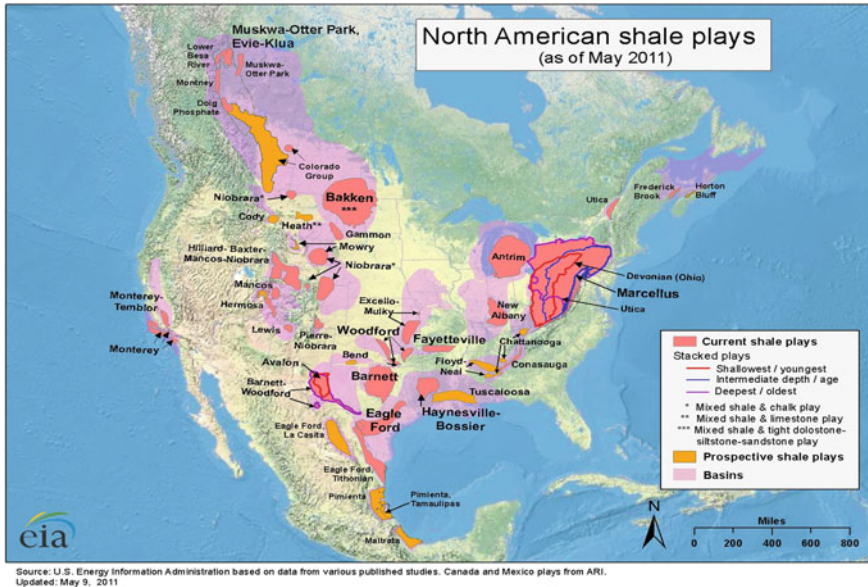 North American shale plays
(as of May 2011)
Muskwa-Otter Park,
Evie-Klua
Lower
Besa
River
Muskwa-
Otter Park
Montney
Doig
Phosphate
Colorado
Group
Niobrara*
Bakken
***
Cody
Heath**
Gammon
Mowry
Hilliard-Baxter-
Mancos-Niobrara
Niobrara*
Mancos
Hermosa
Monterey-
Temblor
Monterey
Lewis
Pierre-
Niobrara
Excello-
Mulky
Woodford
Fayetteville
Antrim
New
Albany
Utica
Frederick
Brook
Horton
Bluff
Devonian (Ohio)
Marcellus
Utica
Chattanooga
Conasauga
Floyd-
Neal
Tuscaloosa
Haynesville-
Bossier
Bend
Avalon
Barnett
Barnett-
Woodford
Eagle
Ford
Eagle Ford,
La Casita
Eagle Ford,
Tithonian
Pimienta
Pimienta,
Tamaulipas
Maltrata
Current shale plays
Stacked plays
Shallowest / youngest
Intermediate depth / age
Deepest / oldest
* Mixed shale & chalk play
** Mixed shale & limestone play
*** Mixed shale & tight dolostone-
siltstone-sandstone play
Prospective shale plays
Basins
N
Miles
0 200 400 600 800
eia
Source: U.S. Energy Information Administration based on data from various published studies. Canada and Mexico plays from ARI.
Updated: May 9, 2011